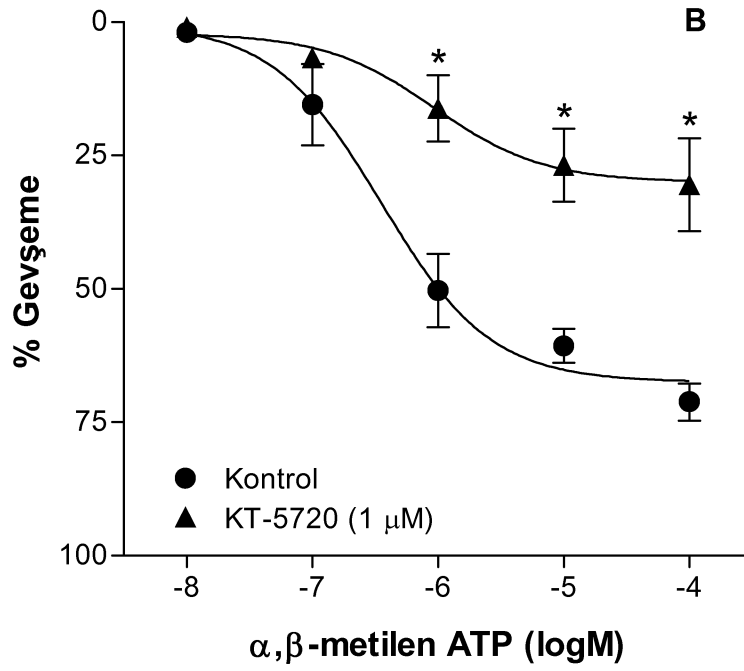 B
0
25
50
75
100
% Gevşeme
* * *
Kontrol
KT-5720 (1 μM)
-8 -7 -6 -5 -4
α,β-metilen ATP (logM)